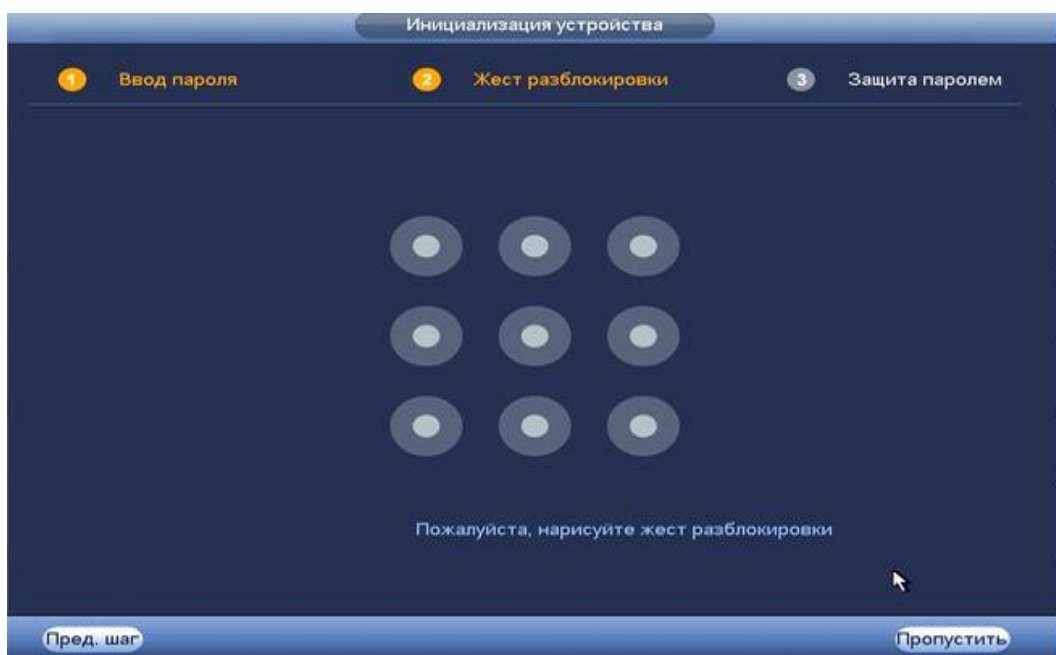 Инициализация устройства
1 Ввод пароля 2 Жест разблокировки 3 Защита паролем
Пожалуйста, нарисуйте жест разблокировки
Пред. шаг Пропустить